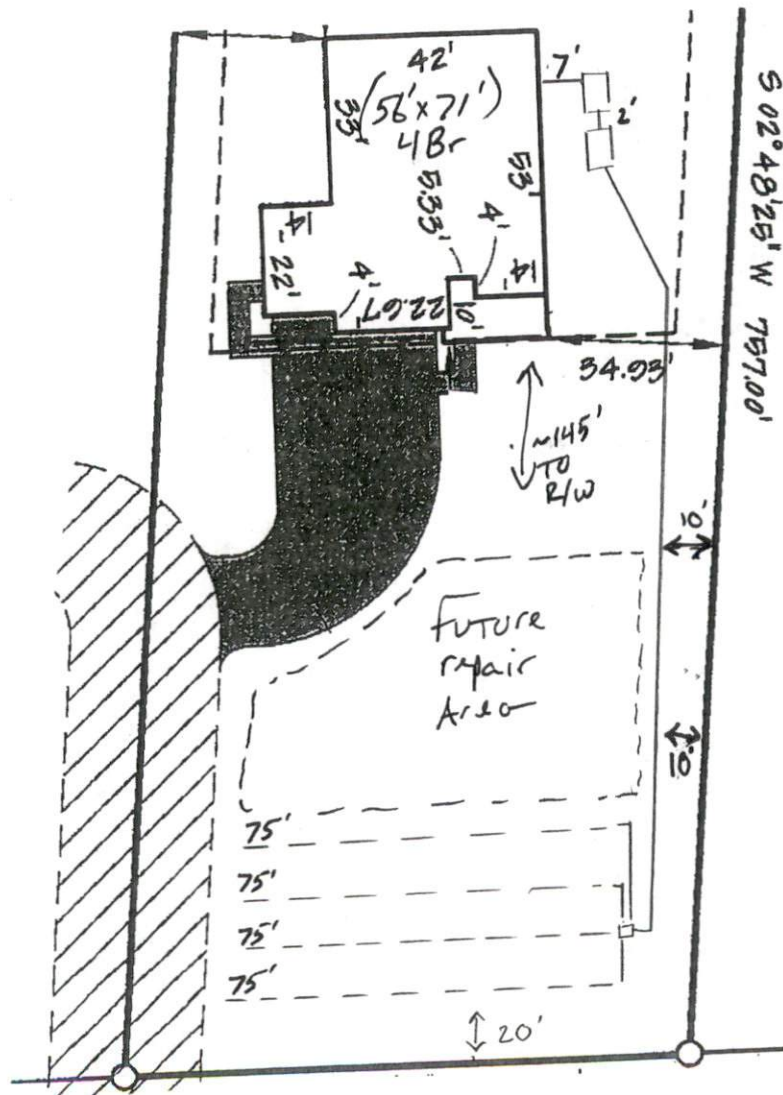 42'
(56' x 71')
4Br
33'
53'
7'
2'
5.33'
4'
14'
14'
22'
4'
22.67'
10'
34.93'
S 02°48'25" W 757.00'
~145'
TO
R/W
10'
Future
repair
Area
10'
75'
75'
75'
75'
20'